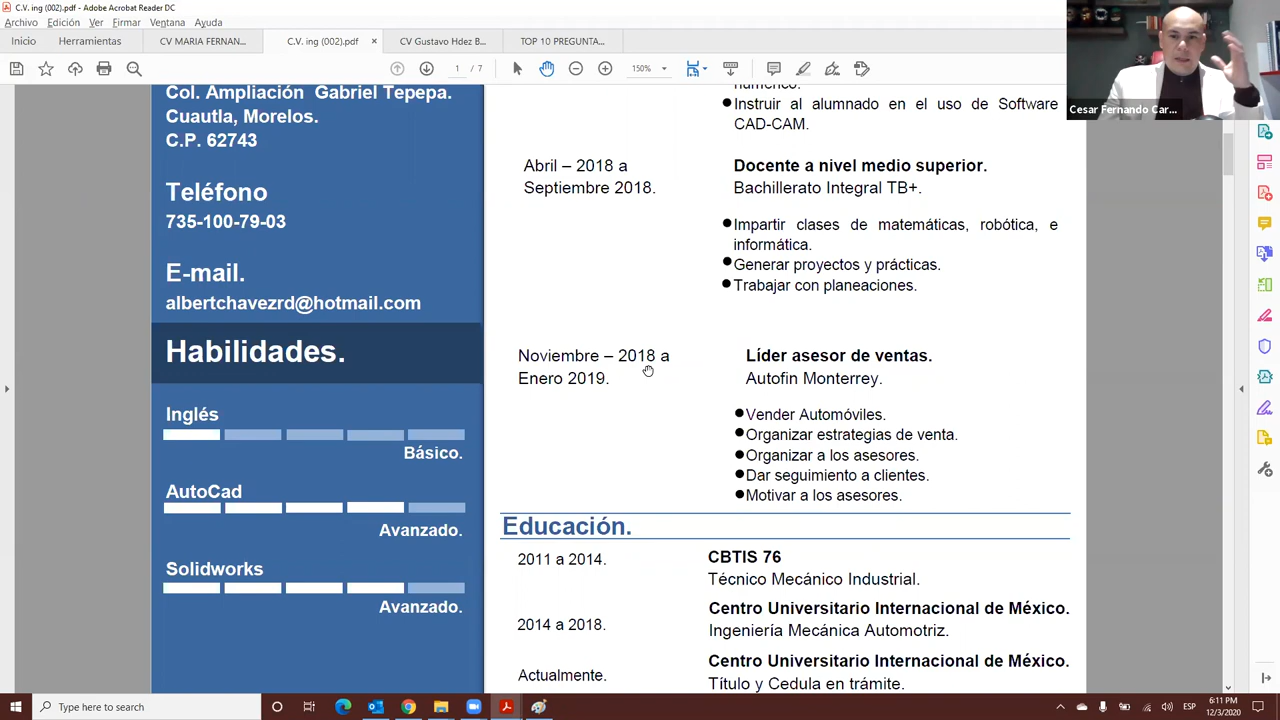 C.V. ing (002).pdf - Adobe Acrobat Reader DC
Archivo Edición Ver Firmar Ventana Ayuda
Inicio Herramientas CV MARIA FERNAN... C.V. ing (002).pdf × CV Gustavo Hdez B... TOP 10 PREGUNTA...
/ 7 150%
Cesar Fernando Car...
Col. Ampliación Gabriel Tepepa.
Cuautla, Morelos.
C.P. 62743
Teléfono
735-100-79-03
E-mail.
albertchavezrd@hotmail.com
Habilidades.
Inglés
Básico.
AutoCad
Avanzado.
Solidworks
Avanzado.
numérico.
●Instruir al alumnado en el uso de Software
CAD-CAM.
Abril – 2018 a
Septiembre 2018.
Docente a nivel medio superior.
Bachillerato Integral TB+.
●Impartir clases de matemáticas, robótica, e
informática.
●Generar proyectos y prácticas.
●Trabajar con planeaciones.
Noviembre – 2018 a
Enero 2019.
Líder asesor de ventas.
Autofin Monterrey.
●Vender Automóviles.
●Organizar estrategias de venta.
●Organizar a los asesores.
●Dar seguimiento a clientes.
●Motivar a los asesores.
Educación.
2011 a 2014.
CBTIS 76
Técnico Mecánico Industrial.
2014 a 2018.
Centro Universitario Internacional de México.
Ingeniería Mecánica Automotriz.
Actualmente.
Centro Universitario Internacional de México.
Título y Cedula en trámite.
Type here to search
ESP
6:11 PM
12/3/2020